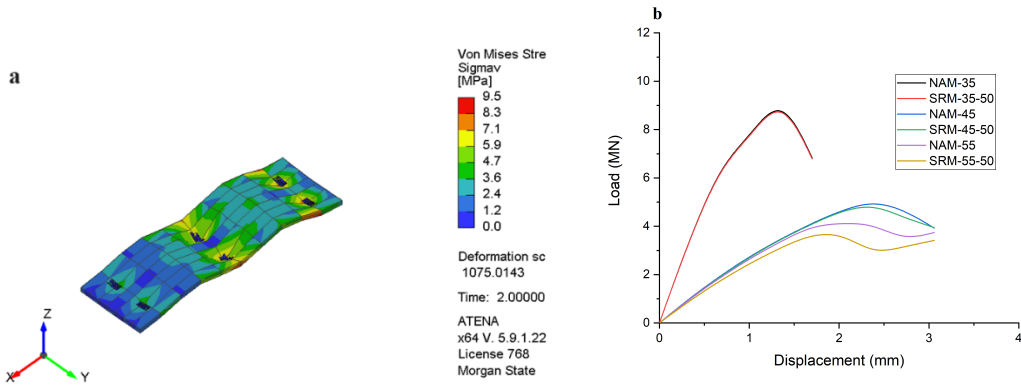 a
Von Mises Stre
Sigmav
[MPa]
9.5
8.3
7.1
5.9
4.7
3.6
2.4
1.2
0.0
Deformation sc
1075.0143
Time: 2.00000
ATENA
x64 V. 5.9.1.22
License 768
Morgan State
Z
X
Y
b
12
10
8
6
4
2
0
Load (MN)
NAM-35
SRM-35-50
NAM-45
SRM-45-50
NAM-55
SRM-55-50
0
1
2
3
4
Displacement (mm)